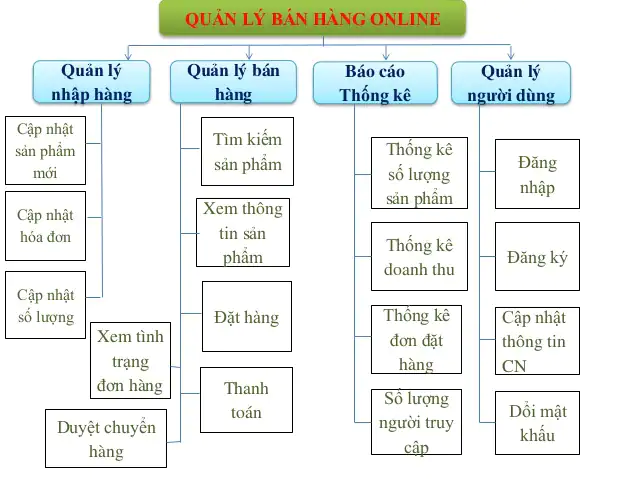 QUẢN LÝ BÁN HÀNG ONLINE
Quản lý
nhập hàng
Quản lý bán
hàng
Báo cáo
Thống kê
Quản lý
người dùng
Cập nhật
sản phẩm
mới
Cập nhật
hóa đơn
Cập nhật
số lượng
Tìm kiếm
sản phẩm
Xem thông
tin sản
phẩm
Đặt hàng
Thanh
toán
Xem tình
trạng
đơn hàng
Duyệt chuyển
hàng
Thống kê
số lượng
sản phẩm
Thống kê
doanh thu
Thống kê
đơn đặt
hàng
Số lượng
người truy
cập
Đăng
nhập
Đăng ký
Cập nhật
thông tin
CN
Dổi mật
khấu